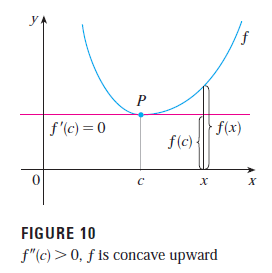 y
f
P
f'(c) = 0
f(c)
f(x)
0
c
x
x
FIGURE 10
f"(c) > 0, f is concave upward